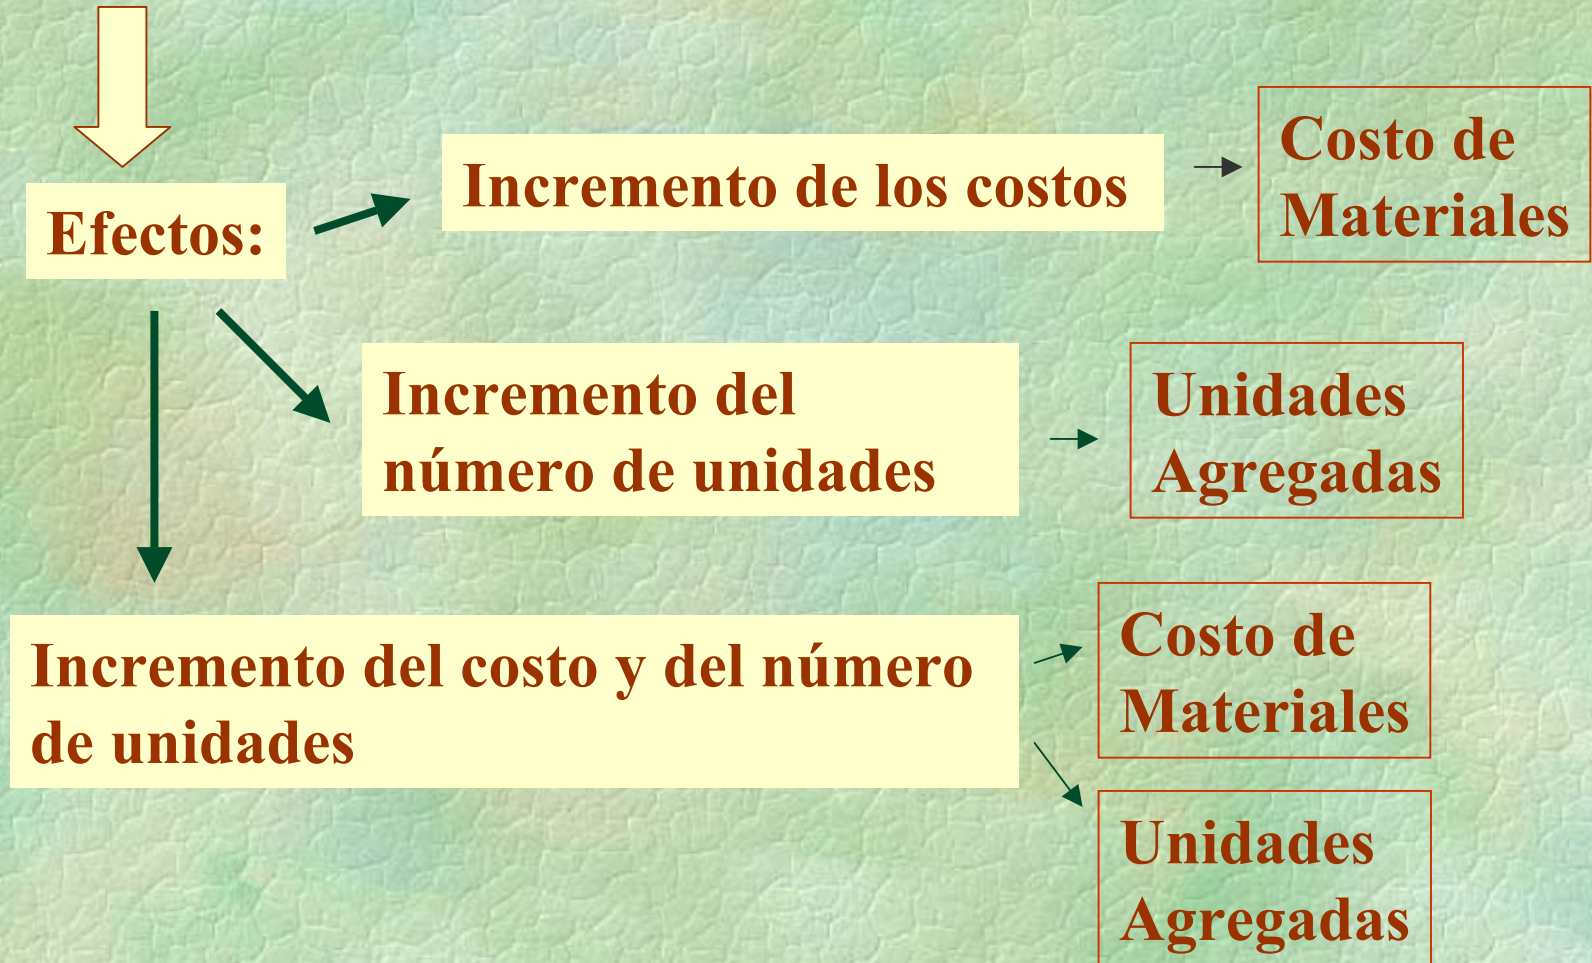 Efectos:
Incremento de los costos
Costo de
Materiales
Incremento del
número de unidades
Unidades
Agregadas
Incremento del costo y del número
de unidades
Costo de
Materiales
Unidades
Agregadas